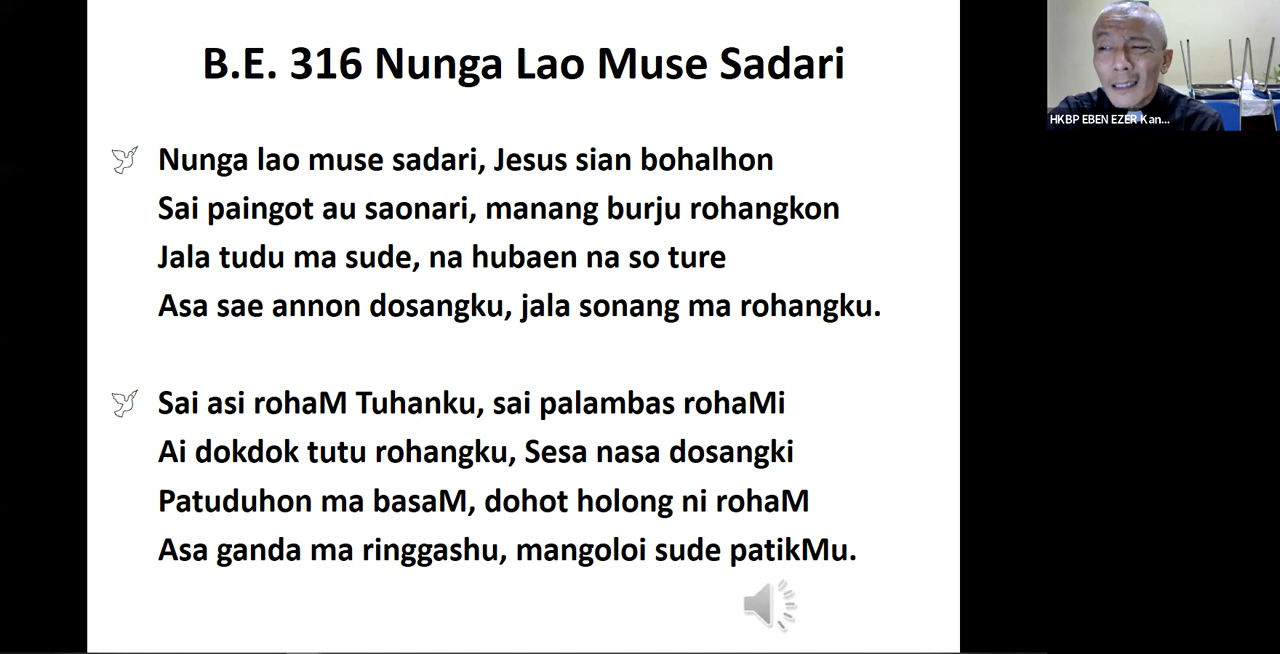 B.E. 316 Nunga Lao Muse Sadari
Nunga lao muse sadari, Jesus sian bohalhon
Sai paingot au saonari, manang burju rohangkon
Jala tudu ma sude, na hubaen na so ture
Asa sae annon dosangku, jala sonang ma rohangku.
Sai asi rohaM Tuhanku, sai palambas rohaMi
Ai dokdok tutu rohangku, Sesa nasa dosangki
Patuduhon ma basaM, dohot holong ni rohaM
Asa ganda ma ringgashu, mangoloi sude patikMu.
HKBP EBEN EZER Kan...